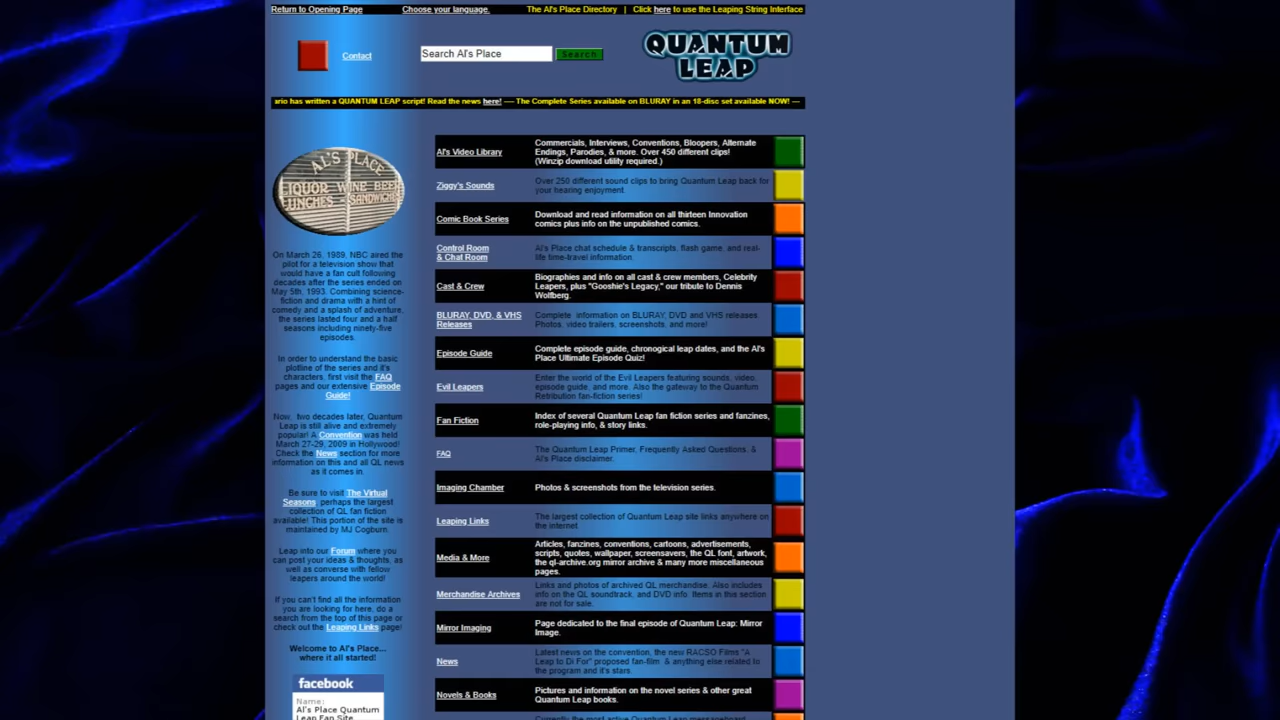 Return to Opening Page
Choose your language.
The Al's Place Directory | Click here to use the Leaping String Interface
Contact
Search Al's Place
Search
QUANTUM
LEAP
ario has written a QUANTUM LEAP script! Read the news here! ---- The Complete Series available on BLURAY in an 18-disc set available NOW! ---
AL'S PLACE
LIQUOR WINE BEER
LUNCHES - SANDWICHES
On March 26, 1989, NBC aired the
pilot for a television show that
would have a fan cult following
decades after the series ended on
May 5th, 1993. Combining science-
fiction and drama with a hint of
comedy and a splash of adventure,
the series lasted four and a half
seasons including ninety-five
episodes.
In order to understand the basic
plotline of the series and it's
characters, first visit the FAQ
pages and our extensive Episode
Guide!
Now, two decades later, Quantum
Leap is still alive and extremely
popular! A Convention was held
March 27-29, 2009 in Hollywood!
Check the News section for more
information on this and all QL news
as it comes in.
Be sure to visit The Virtual
Seasons perhaps the largest
collection of QL fan fiction
available! This portion of the site is
maintained by MJ Cogburn.
Leap into our Forum where you
can post your ideas & thoughts, as
well as converse with fellow
leapers around the world!
If you can't find all the information
you are looking for here, do a
search from the top of this page or
check out the Leaping Links page!
Welcome to Al's Place...
where it all started!
facebook
Name:
Al's Place Quantum
Leap Fan Site
Al's Video Library
Commercials, Interviews, Conventions, Bloopers, Alternate
Endings, Parodies, & more. Over 450 different clips!
(Winzip download utility required.)
Ziggy's Sounds
Over 250 different sound clips to bring Quantum Leap back for
your hearing enjoyment.
Comic Book Series
Download and read information on all thirteen Innovation
comics plus info on the unpublished comics.
Control Room
& Chat Room
Al's Place chat schedule & transcripts, flash game, and real-
life time-travel information.
Cast & Crew
Biographies and info on all cast & crew members, Celebrity
Leapers, plus "Gooshie's Legacy," our tribute to Dennis
Wolfberg.
BLURAY, DVD, & VHS
Releases
Complete information on BLURAY, DVD and VHS releases.
Photos, video trailers, screenshots, and more!
Episode Guide
Complete episode guide, chronogical leap dates, and the Al's
Place Ultimate Episode Quiz!
Evil Leapers
Enter the world of the Evil Leapers featuring sounds, video,
episode guide, and more. Also the gateway to the Quantum
Retribution fan-fiction series!
Fan Fiction
Index of several Quantum Leap fan fiction series and fanzines,
role-playing info, & story links.
FAQ
The Quantum Leap Primer, Frequently Asked Questions, &
Al's Place disclaimer.
Imaging Chamber
Photos & screenshots from the television series.
Leaping Links
The largest collection of Quantum Leap site links anywhere on
the internet
Media & More
Articles, fanzines, conventions, cartoons, advertisements,
scripts, quotes, wallpaper, screensavers, the QL font, artwork,
the ql-archive.org mirror archive & many more miscellaneous
pages.
Merchandise Archives
Links and photos of archived QL merchandise. Also includes
info on the QL soundtrack, and DVD info. Items in this section
are not for sale.
Mirror Imaging
Page dedicated to the final episode of Quantum Leap: Mirror
Image.
News
Latest news on the convention, the new RACSO Films "A
Leap to Di For" proposed fan-film & anything else related to
the program and it's stars.
Novels & Books
Pictures and information on the novel series & other great
Quantum Leap books.
Currently the most active Quantum Leap messageboard